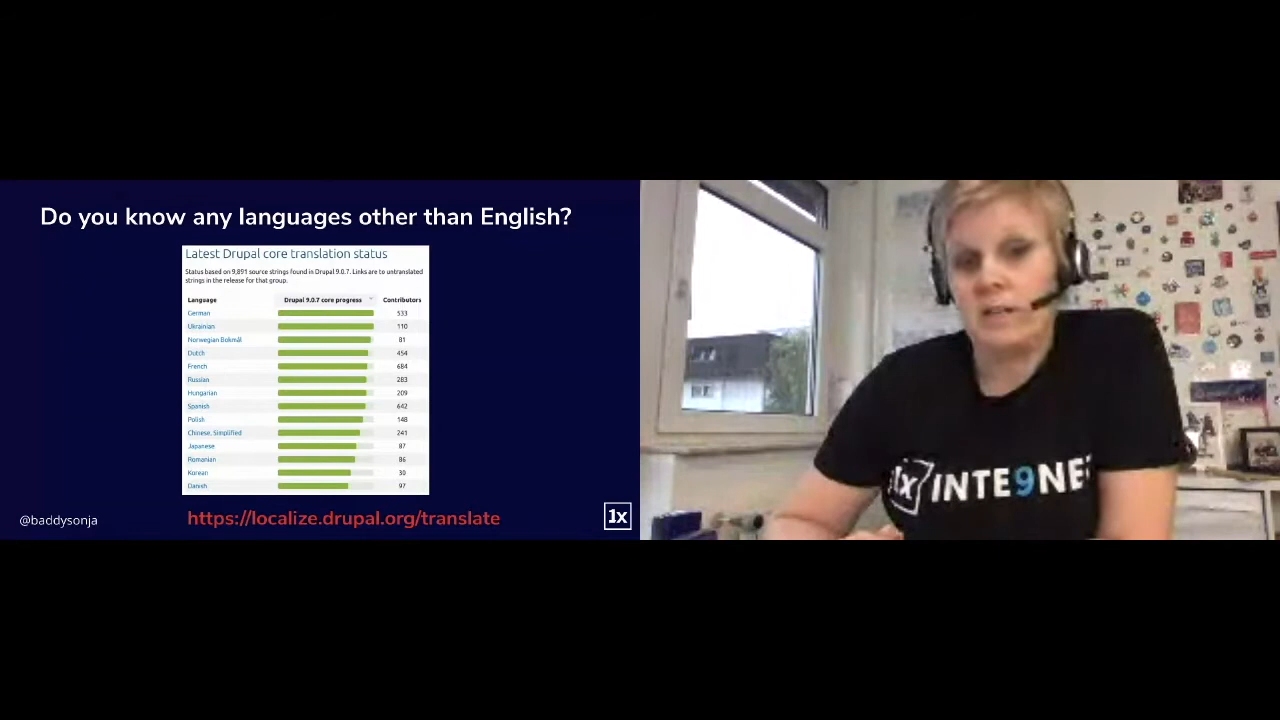 Do you know any languages other than English?
Latest Drupal core translation status
Status based on 9,891 source strings found in Drupal 9.0.7. Links are to untranslated
strings in the release for that group.
Language Drupal 9.0.7 core progress Contributors
German 533
Ukrainian 110
Norwegian Bokmål 81
Dutch 454
French 684
Russian 283
Hungarian 209
Spanish 642
Polish 148
Chinese, Simplified 241
Japanese 87
Romanian 86
Korean 30
Danish 97
@baddysonja
https://localize.drupal.org/translate
1x
1x INTE9NE